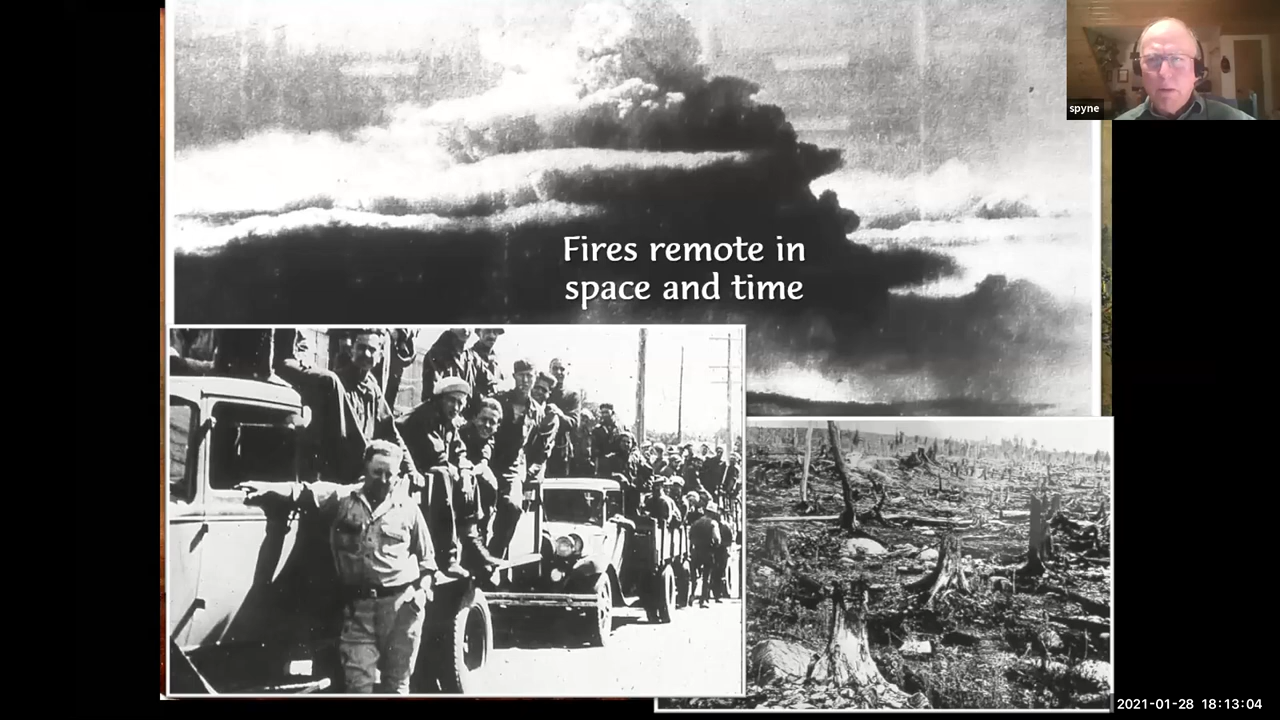 spyne
Fires remote in
space and time
2021-01-28 18:13:04